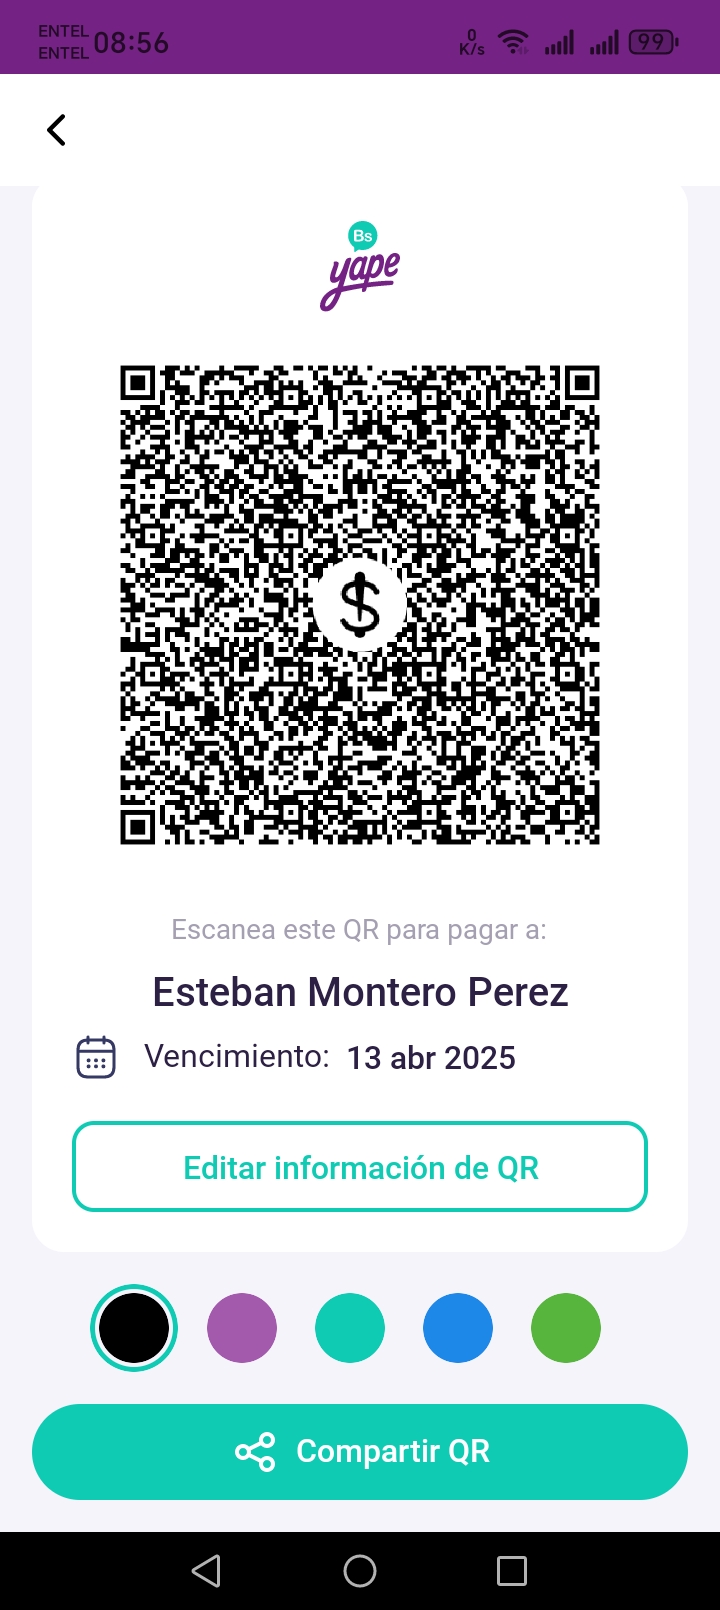 ENTEL
ENTEL 08:56
0
K/s
99
Bs
yape
$
Escanea este QR para pagar a:
Esteban Montero Perez
Vencimiento: 13 abr 2025
Editar información de QR
Compartir QR